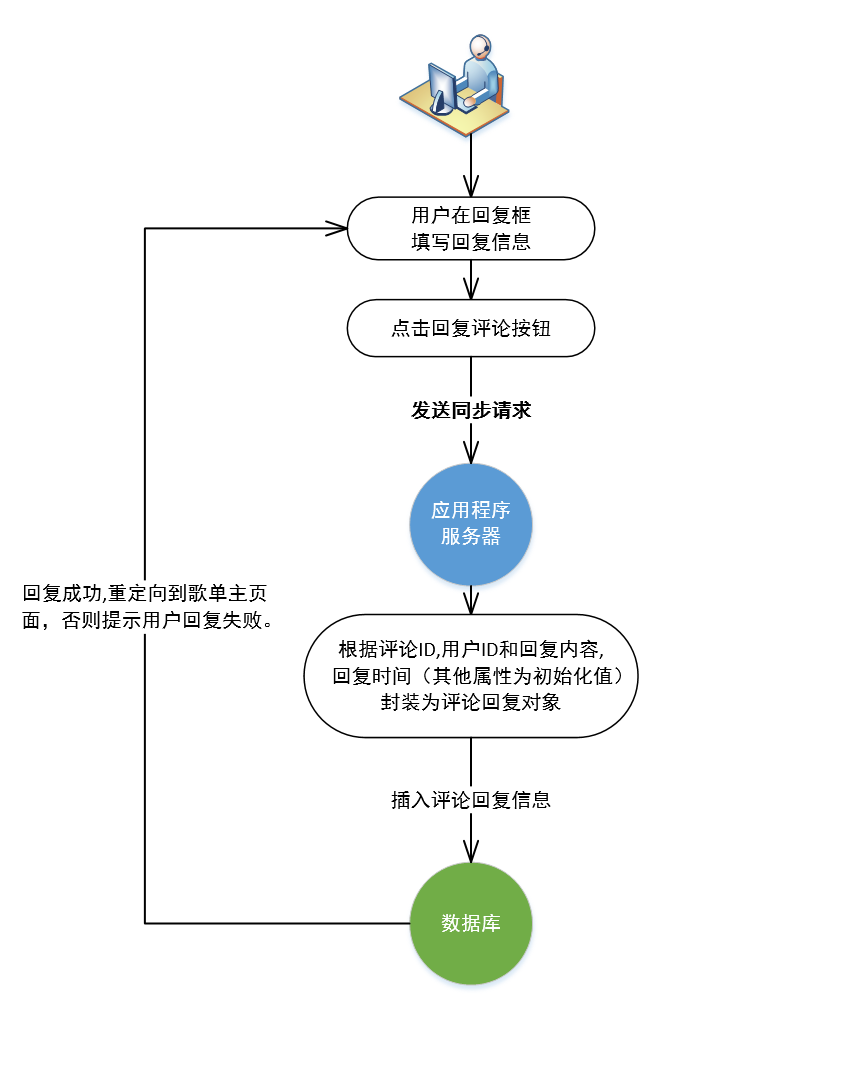 用户在回复框
填写回复信息
点击回复评论按钮
发送同步请求
应用程序
服务器
回复成功,重定向到歌单主页
面，否则提示用户回复失败。
根据评论ID,用户ID和回复内容,
回复时间（其他属性为初始化值）
封装为评论回复对象
插入评论回复信息
数据库